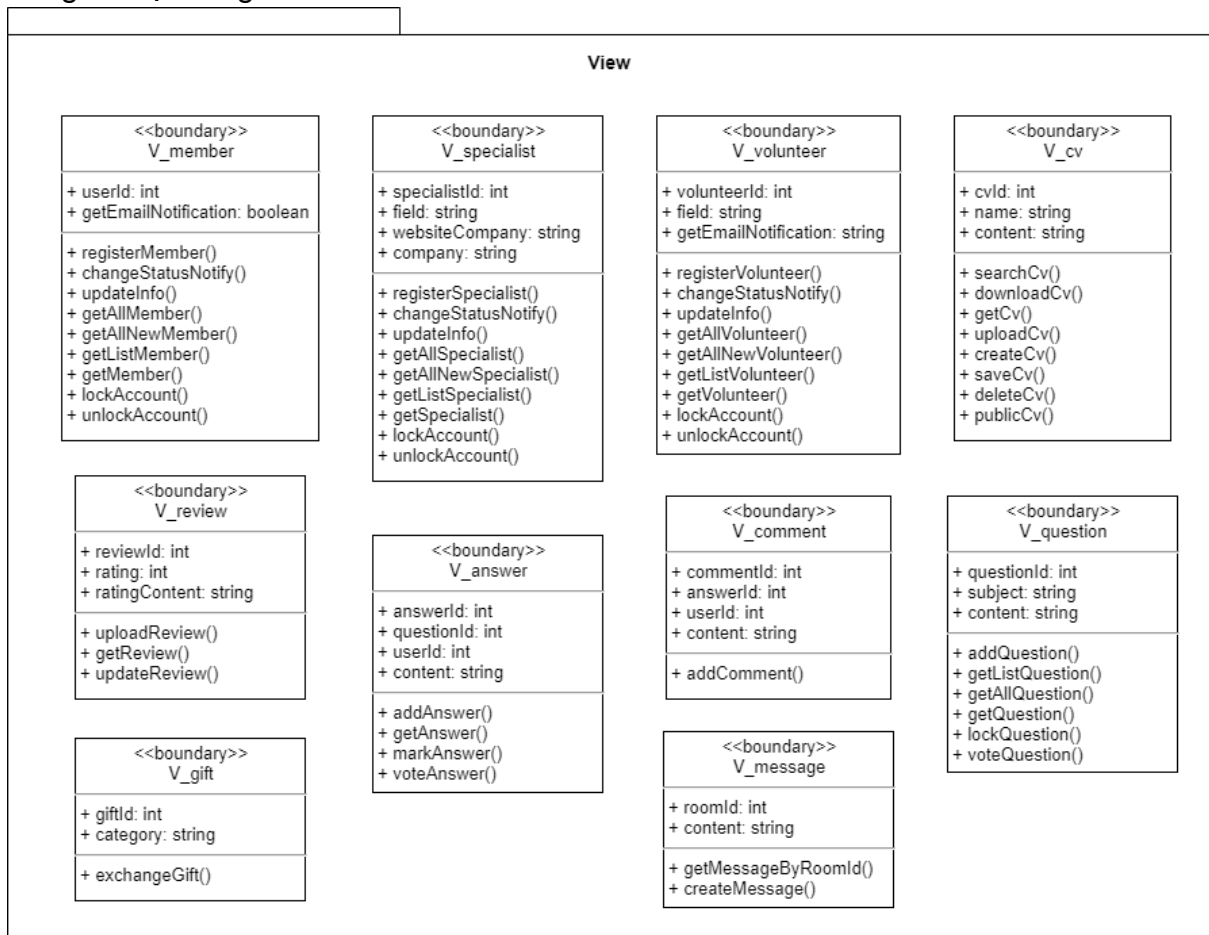 View
<<boundary>>
V_member
+ userId: int
+ getEmailNotification: boolean
+ registerMember()
+ changeStatusNotify()
+ updateInfo()
+ getAllMember()
+ getAllNewMember()
+ getListMember()
+ getMember()
+ lockAccount()
+ unlockAccount()
<<boundary>>
V_specialist
+ specialistId: int
+ field: string
+ websiteCompany: string
+ company: string
+ registerSpecialist()
+ changeStatusNotify()
+ updateInfo()
+ getAllSpecialist()
+ getAllNewSpecialist()
+ getListSpecialist()
+ getSpecialist()
+ lockAccount()
+ unlockAccount()
<<boundary>>
V_volunteer
+ volunteerId: int
+ field: string
+ getEmailNotification: string
+ registerVolunteer()
+ changeStatusNotify()
+ updateInfo()
+ getAllVolunteer()
+ getAllNewVolunteer()
+ getListVolunteer()
+ getVolunteer()
+ lockAccount()
+ unlockAccount()
<<boundary>>
V_cv
+ cvId: int
+ name: string
+ content: string
+ searchCv()
+ downloadCv()
+ getCv()
+ uploadCv()
+ createCv()
+ saveCv()
+ deleteCv()
+ publicCv()
<<boundary>>
V_review
+ reviewId: int
+ rating: int
+ ratingContent: string
+ uploadReview()
+ getReview()
+ updateReview()
<<boundary>>
V_answer
+ answerId: int
+ questionId: int
+ userId: int
+ content: string
+ addAnswer()
+ getAnswer()
+ markAnswer()
+ voteAnswer()
<<boundary>>
V_comment
+ commentId: int
+ answerId: int
+ userId: int
+ content: string
+ addComment()
<<boundary>>
V_question
+ questionId: int
+ subject: string
+ content: string
+ addQuestion()
+ getListQuestion()
+ getAllQuestion()
+ getQuestion()
+ lockQuestion()
+ voteQuestion()
<<boundary>>
V_gift
+ giftId: int
+ category: string
+ exchangeGift()
<<boundary>>
V_message
+ roomId: int
+ content: string
+ getMessageByRoomId()
+ createMessage()